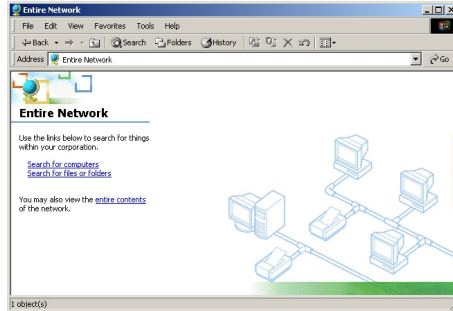 Entire Network
File Edit View Favorites Tools Help
Back Search Folders History
Address Entire Network Go
Entire Network
Use the links below to search for things
within your corporation.
Search for computers
Search for files or folders
You may also view the entire contents
of the network.
1 object(s)